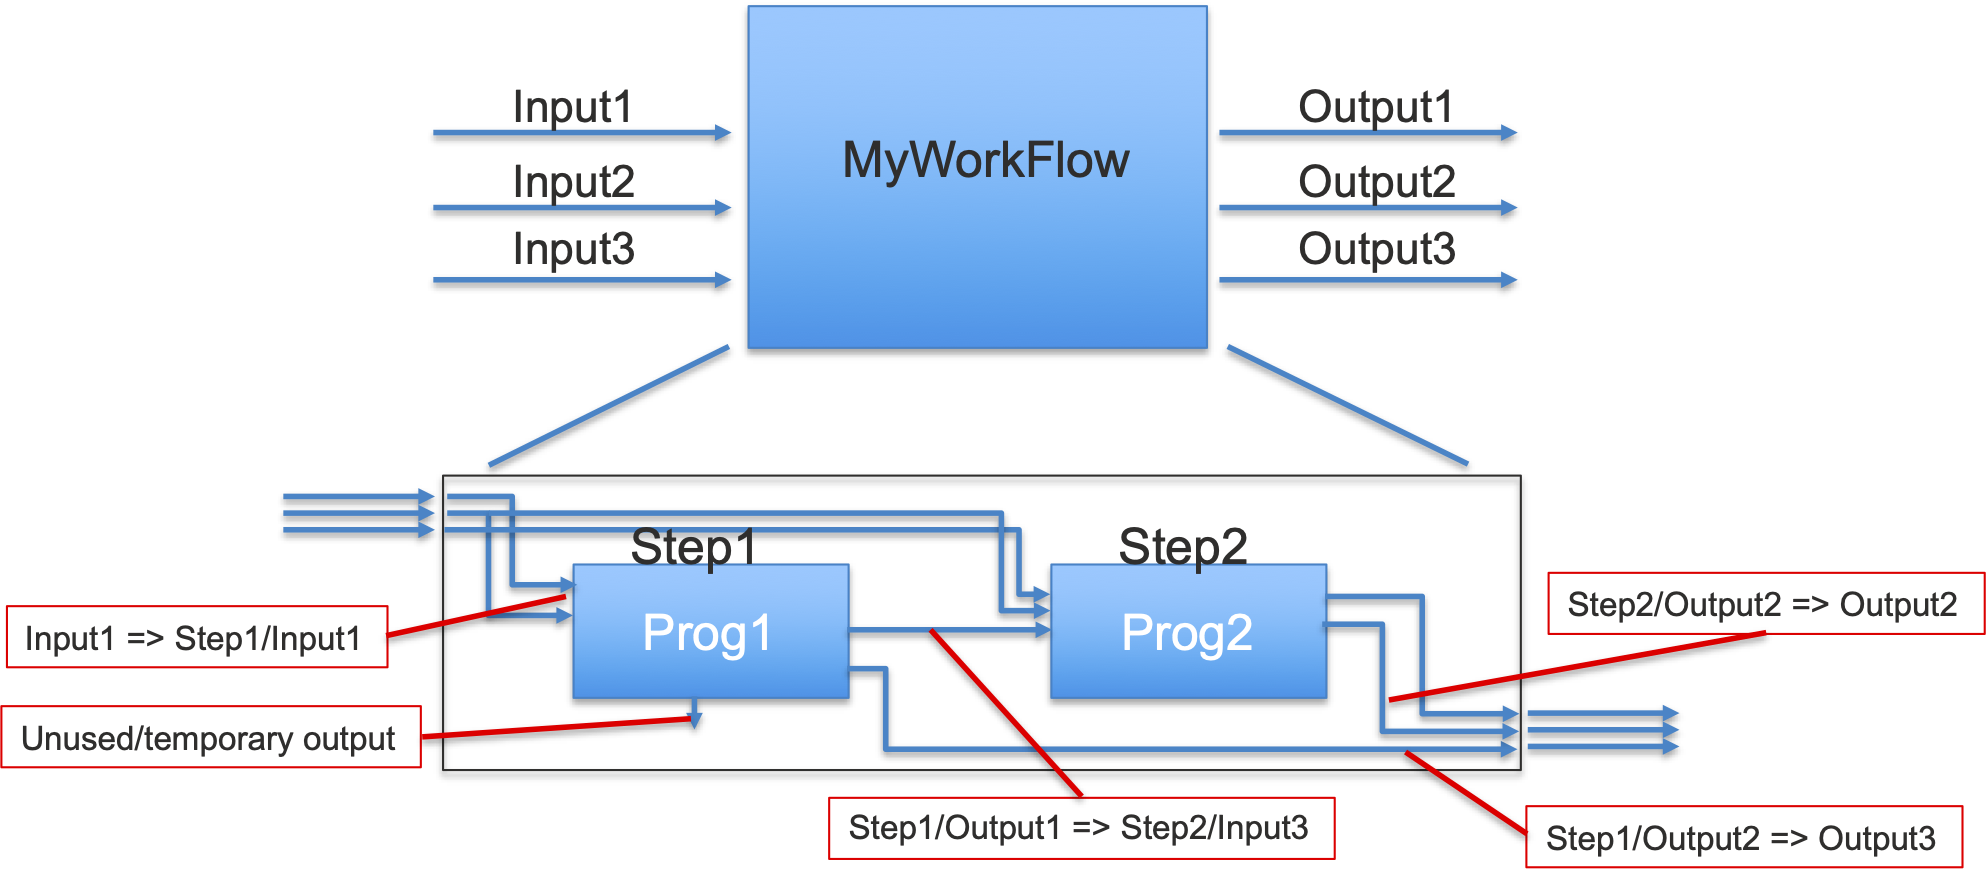 Input1
Input2
Input3
MyWorkFlow
Output1
Output2
Output3
Step1
Step2
Prog1
Prog2
Input1 => Step1/Input1
Unused/temporary output
Step1/Output1 => Step2/Input3
Step2/Output2 => Output2
Step1/Output2 => Output3